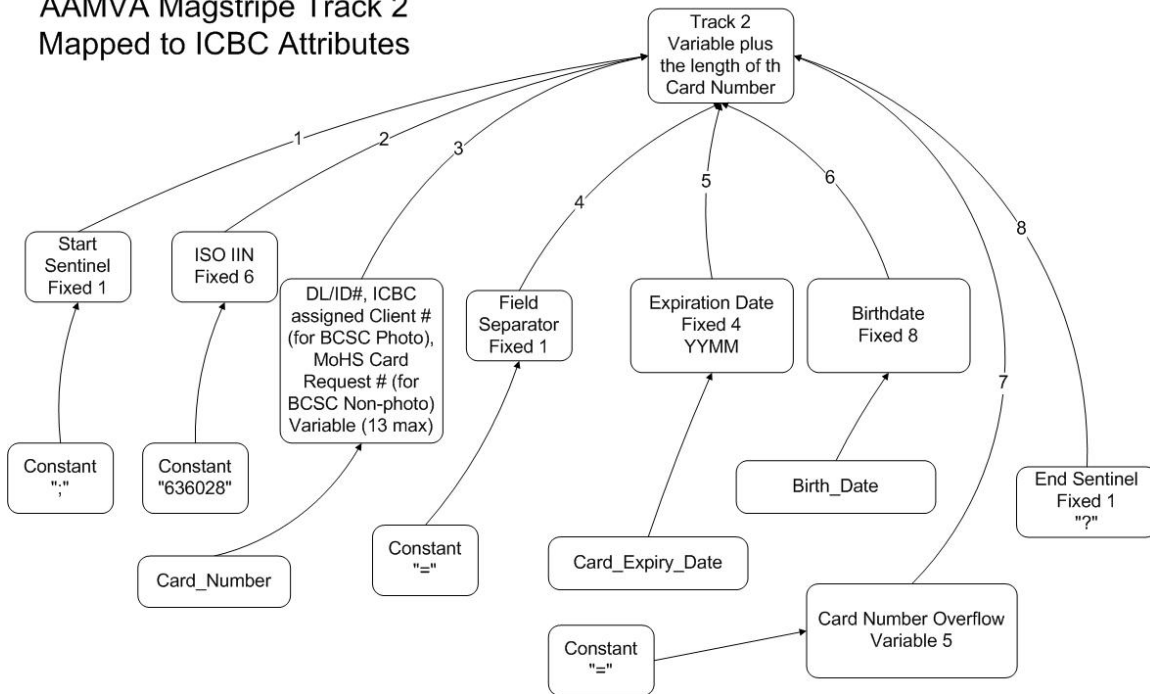 AAMVA Magstripe Track 2
Mapped to ICBC Attributes
Track 2
Variable plus
the length of th
Card Number
1
2
3
4
5
6
7
8
Start
Sentinel
Fixed 1
ISO IIN
Fixed 6
DL/ID#, ICBC
assigned Client #
(for BCSC Photo),
MoHS Card
Request # (for
BCSC Non-photo)
Variable (13 max)
Field
Separator
Fixed 1
Expiration Date
Fixed 4
YYMM
Birthdate
Fixed 8
Constant
";"
Constant
"636028"
Card_Number
Constant
"="
Card_Expiry_Date
Birth_Date
End Sentinel
Fixed 1
"?"
Card Number Overflow
Variable 5
Constant
"="